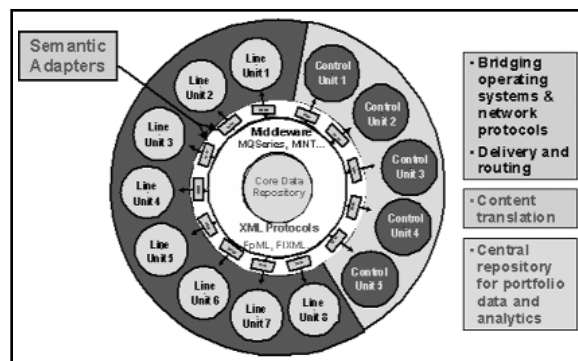 Semantic
Adapters
Line
Unit 1
Line
Unit 2
Line
Unit 3
Line
Unit 4
Line
Unit 5
Line
Unit 6
Line
Unit 7
Line
Unit 8
Control
Unit 1
Control
Unit 2
Control
Unit 3
Control
Unit 4
Control
Unit 5
Middleware
MQSeries, MINT...
Core Data
Repository
XML Protocols
FpML, FIXML
• Bridging
operating
systems &
network
protocols
• Delivery and
routing
• Content
translation
• Central
repository
for portfolio
data and
analytics